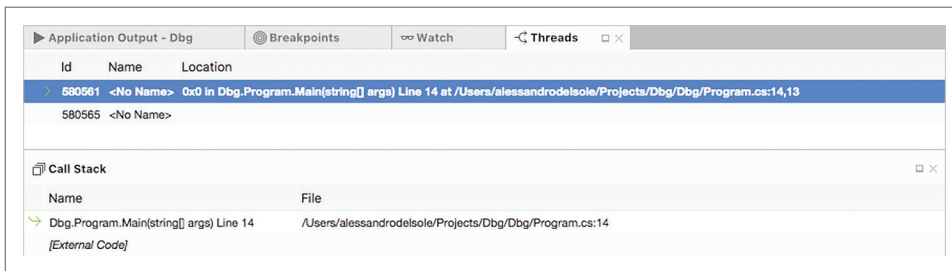 Application Output - Dbg Breakpoints Watch Threads
Id Name Location
580561 <No Name> 0x0 in Dbg.Program.Main(string[] args) Line 14 at /Users/alessandrodelsole/Projects/Dbg/Dbg/Program.cs:14,13
580565 <No Name>
Call Stack
Name File
Dbg.Program.Main(string[] args) Line 14 /Users/alessandrodelsole/Projects/Dbg/Dbg/Program.cs:14
[External Code]